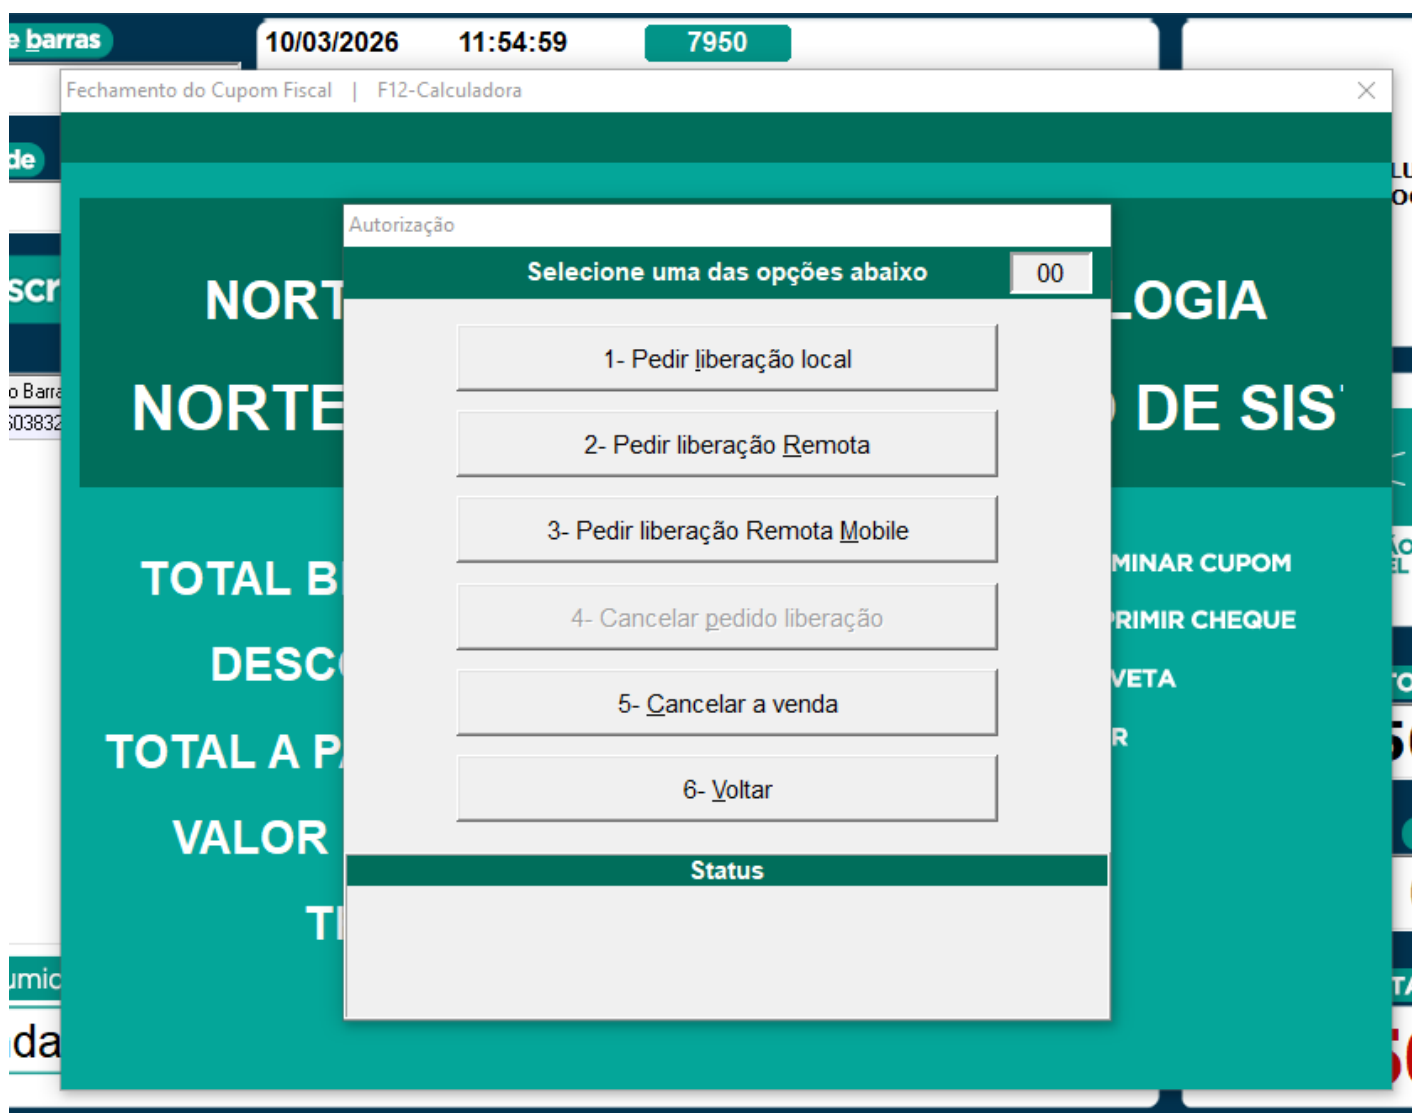 e barras
10/03/2026 11:54:59 7950
Fechamento do Cupom Fiscal | F12-Calculadora
de
Autorização
Selecione uma das opções abaixo 00
scr
NORT
LOGIA
1- Pedir liberação local
o Barra
NORTE
DE SIS
603832
2- Pedir liberação Remota
3- Pedir liberação Remota Mobile
TOTAL B
MINAR CUPOM
4- Cancelar pedido liberação
RIMIR CHEQUE
DESC
VETA
5- Cancelar a venda
TOTAL A P
R
6- Voltar
VALOR
Status
T
umic
da